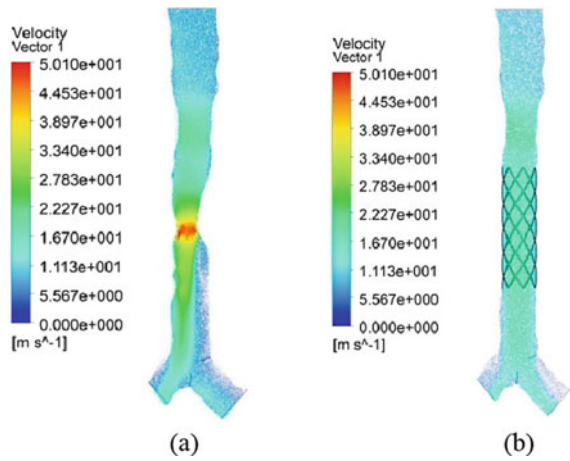 Velocity
Vector 1
5.010e+001
4.453e+001
3.897e+001
3.340e+001
2.783e+001
2.227e+001
1.670e+001
1.113e+001
5.567e+000
0.000e+000
[m s^-1]
(a)
Velocity
Vector 1
5.010e+001
4.453e+001
3.897e+001
3.340e+001
2.783e+001
2.227e+001
1.670e+001
1.113e+001
5.567e+000
0.000e+000
[m s^-1]
(b)